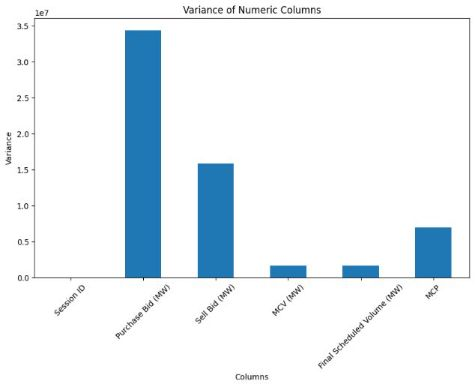 Variance of Numeric Columns
1e7
3.5
3.0
2.5
2.0
1.5
1.0
0.5
0.0
Variance
Session ID
Purchase Bid (MW)
Sell Bid (MW)
MCV (MW)
Final Scheduled Volume (MW)
MCP
Columns